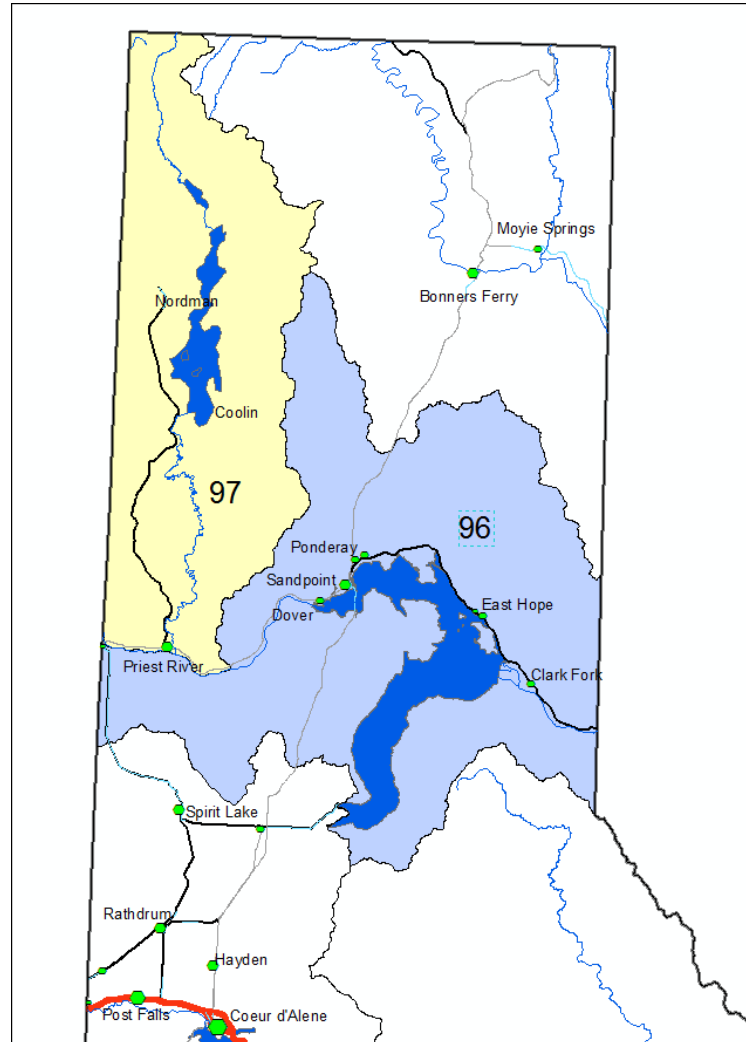 Moyie Springs
Bonners Ferry
Nordman
Coolin
97
96
Ponderay
Sandpoint
Dover
East Hope
Priest River
Clark Fork
Spirit Lake
Rathdrum
Hayden
Post Falls
Coeur d'Alene